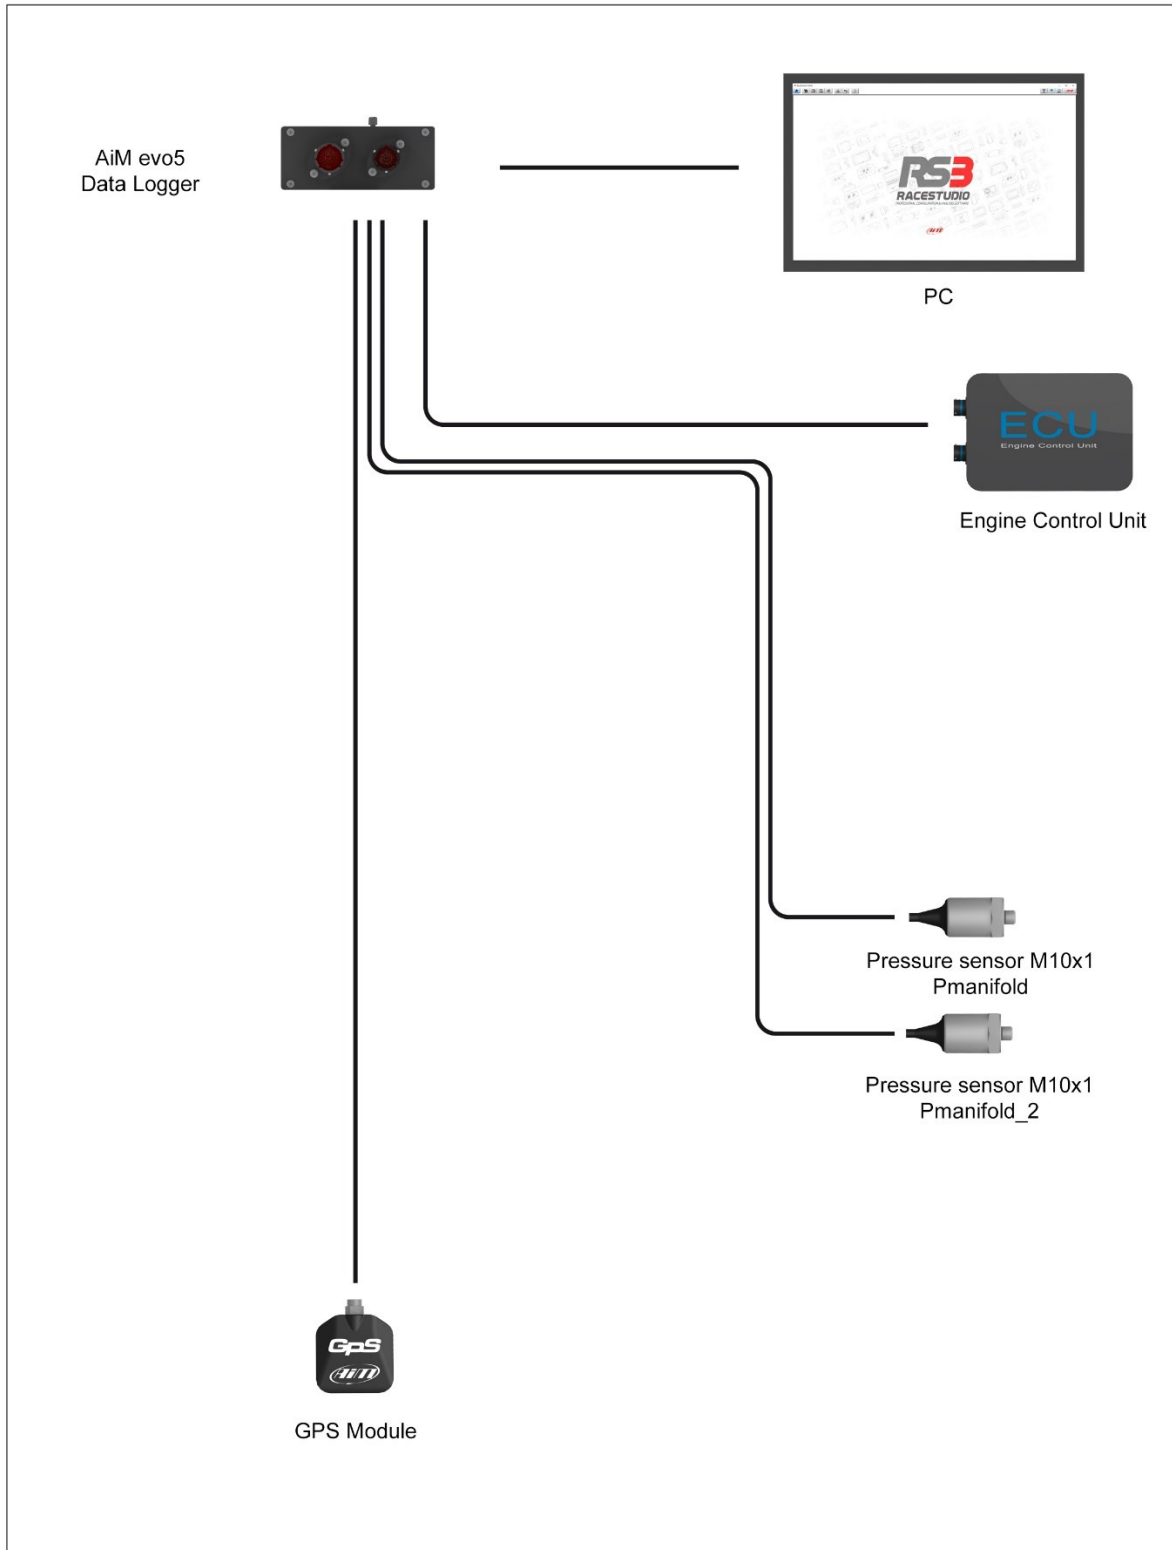 AiM evo5
Data Logger
RS3
RACESTUDIO
AiM
PC
ECU
Engine Control Unit
Engine Control Unit
Pressure sensor M10x1
Pmanifold
Pressure sensor M10x1
Pmanifold_2
GPS
AiM
GPS Module